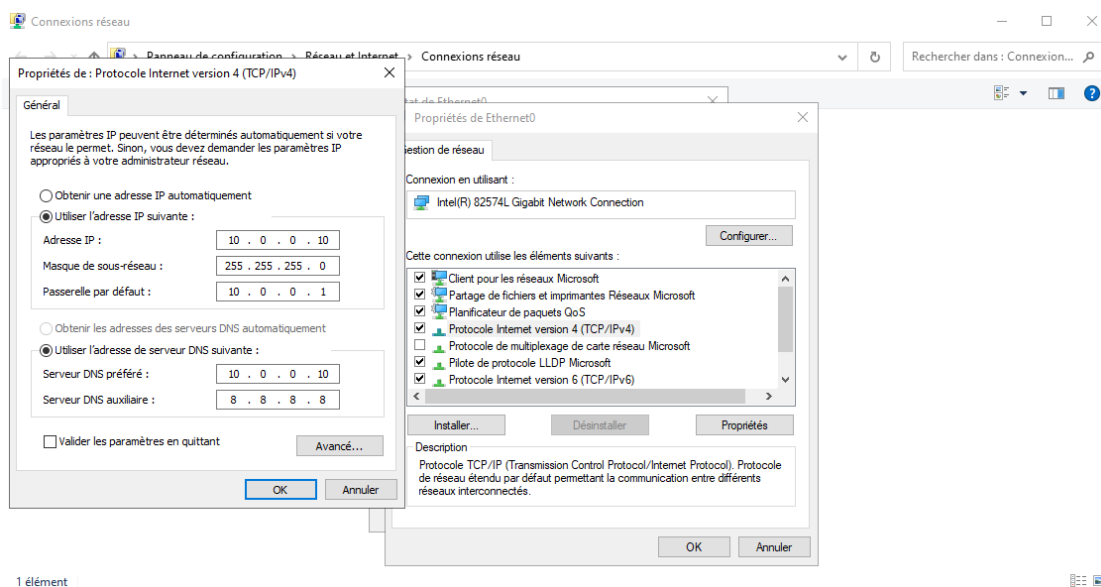 Connexions réseau
Panneau de configuration > Réseau et Internet > Connexions réseau
Rechercher dans : Connexion...
Propriétés de : Protocole Internet version 4 (TCP/IPv4)
Général
Les paramètres IP peuvent être déterminés automatiquement si votre
réseau le permet. Sinon, vous devez demander les paramètres IP
appropriés à votre administrateur réseau.
Obtenir une adresse IP automatiquement
Utiliser l'adresse IP suivante :
Adresse IP : 10 . 0 . 0 . 10
Masque de sous-réseau : 255 . 255 . 255 . 0
Passerelle par défaut : 10 . 0 . 0 . 1
Obtenir les adresses des serveurs DNS automatiquement
Utiliser l'adresse de serveur DNS suivante :
Serveur DNS préféré : 10 . 0 . 0 . 10
Serveur DNS auxiliaire : 8 . 8 . 8 . 8
Valider les paramètres en quittant
Avancé...
OK
Annuler
tat de Ethernet0
Propriétés de Ethernet0
Gestion de réseau
Connexion en utilisant :
Intel(R) 82574L Gigabit Network Connection
Configurer...
Cette connexion utilise les éléments suivants :
Client pour les réseaux Microsoft
Partage de fichiers et imprimantes Réseaux Microsoft
Planificateur de paquets QoS
Protocole Internet version 4 (TCP/IPv4)
Protocole de multiplexage de carte réseau Microsoft
Pilote de protocole LLDP Microsoft
Protocole Internet version 6 (TCP/IPv6)
Installer...
Désinstaller
Propriétés
Description
Protocole TCP/IP (Transmission Control Protocol/Internet Protocol). Protocole
de réseau étendu par défaut permettant la communication entre différents
réseaux interconnectés.
OK
Annuler
1 élément